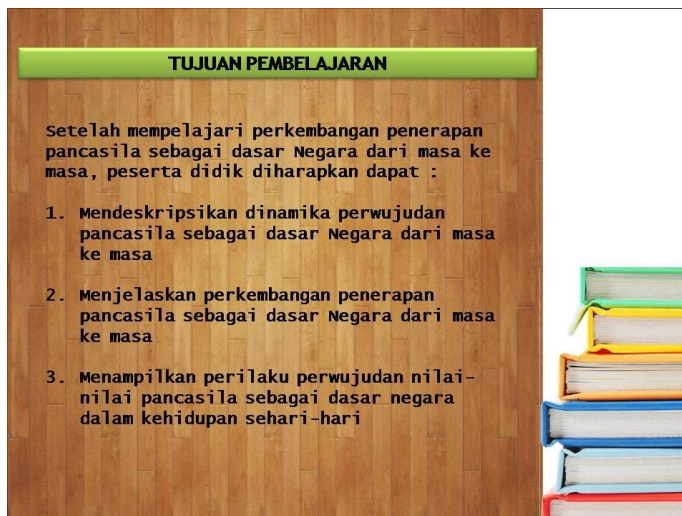 TUJUAN PEMBELAJARAN
Setelah mempelajari perkembangan penerapan
pancasila sebagai dasar Negara dari masa ke
masa, peserta didik diharapkan dapat :
1. Mendeskripsikan dinamika perwujudan
pancasila sebagai dasar Negara dari masa
ke masa
2. Menjelaskan perkembangan penerapan
pancasila sebagai dasar Negara dari masa
ke masa
3. Menampilkan perilaku perwujudan nilai-
nilai pancasila sebagai dasar negara
dalam kehidupan sehari-hari